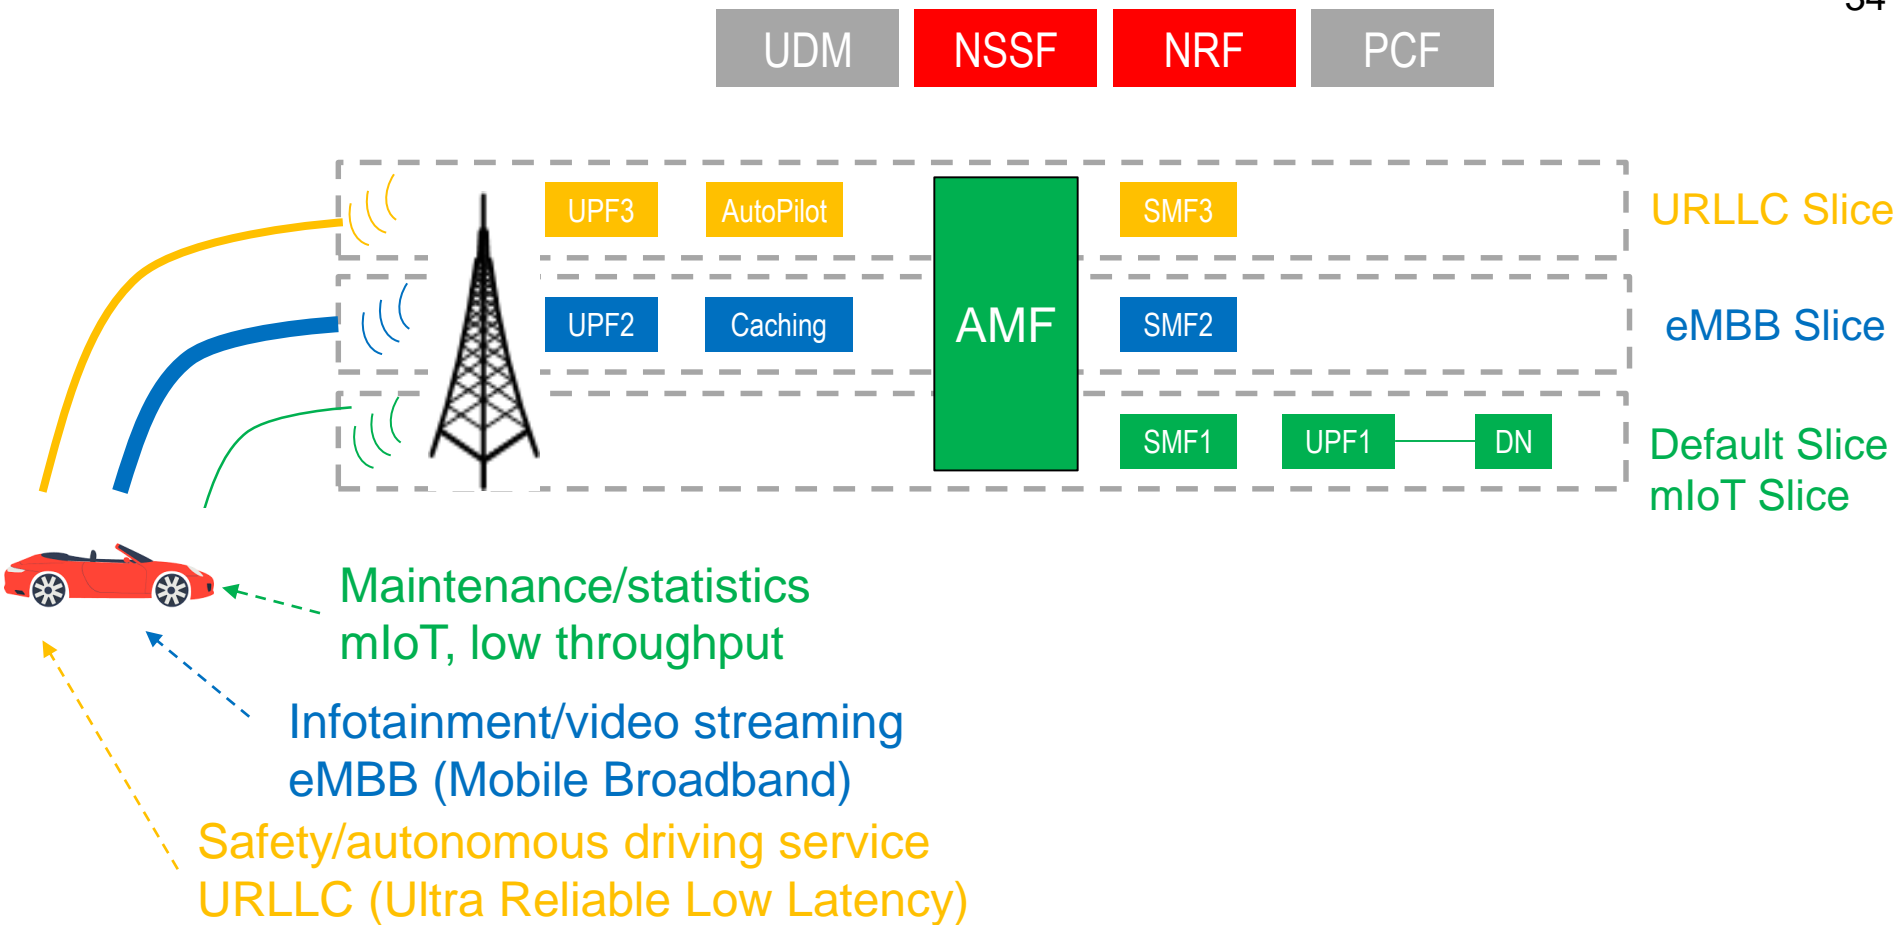 34
UDM NSSF NRF PCF
UPF3 AutoPilot SMF3 URLLC Slice
UPF2 Caching AMF SMF2 eMBB Slice
SMF1 UPF1 DN Default Slice
mIoT Slice
Maintenance/statistics
mIoT, low throughput
Infotainment/video streaming
eMBB (Mobile Broadband)
Safety/autonomous driving service
URLLC (Ultra Reliable Low Latency)